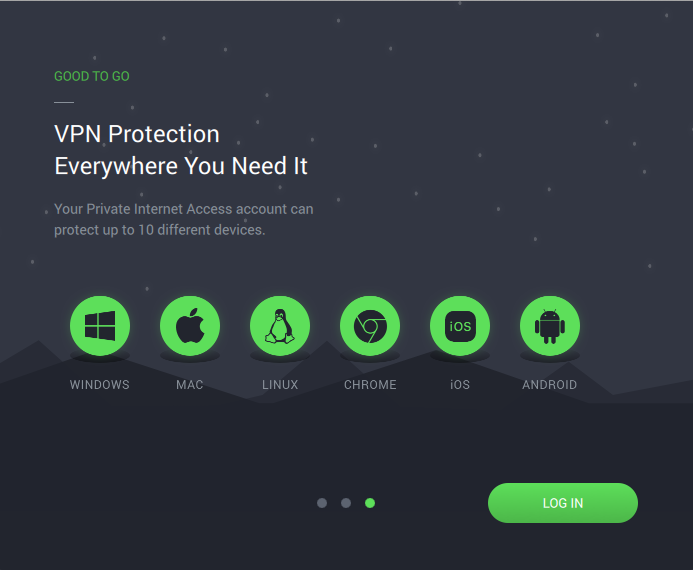 GOOD TO GO
VPN Protection
Everywhere You Need It
Your Private Internet Access account can
protect up to 10 different devices.
iOS
WINDOWS MAC LINUX CHROME iOS ANDROID
LOG IN